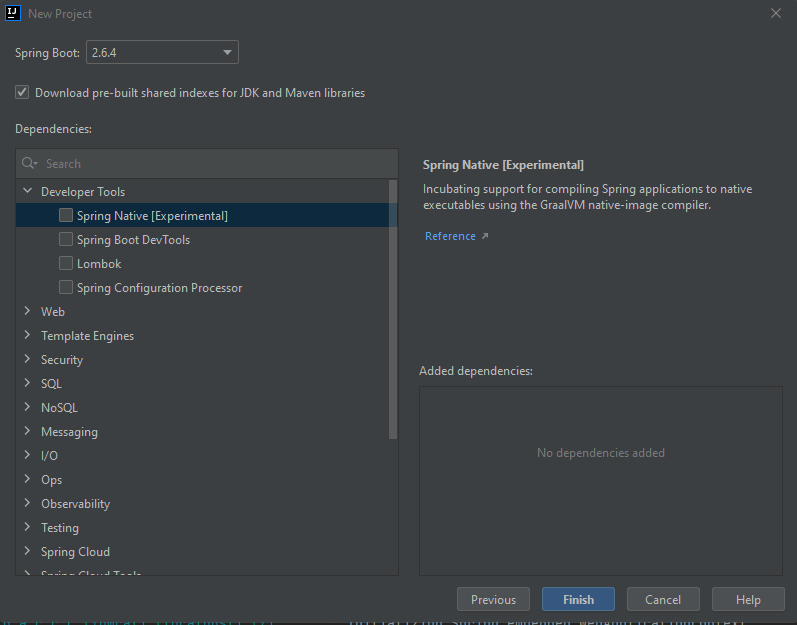 New Project
Spring Boot: 2.6.4
Download pre-built shared indexes for JDK and Maven libraries
Dependencies:
Search
Developer Tools
Spring Native [Experimental]
Spring Boot DevTools
Lombok
Spring Configuration Processor
Web
Template Engines
Security
SQL
NoSQL
Messaging
I/O
Ops
Observability
Testing
Spring Cloud
Spring Cloud Tools
Spring Native [Experimental]
Incubating support for compiling Spring applications to native
executables using the GraalVM native-image compiler.
Reference
Added dependencies:
No dependencies added
Previous
Finish
Cancel
Help